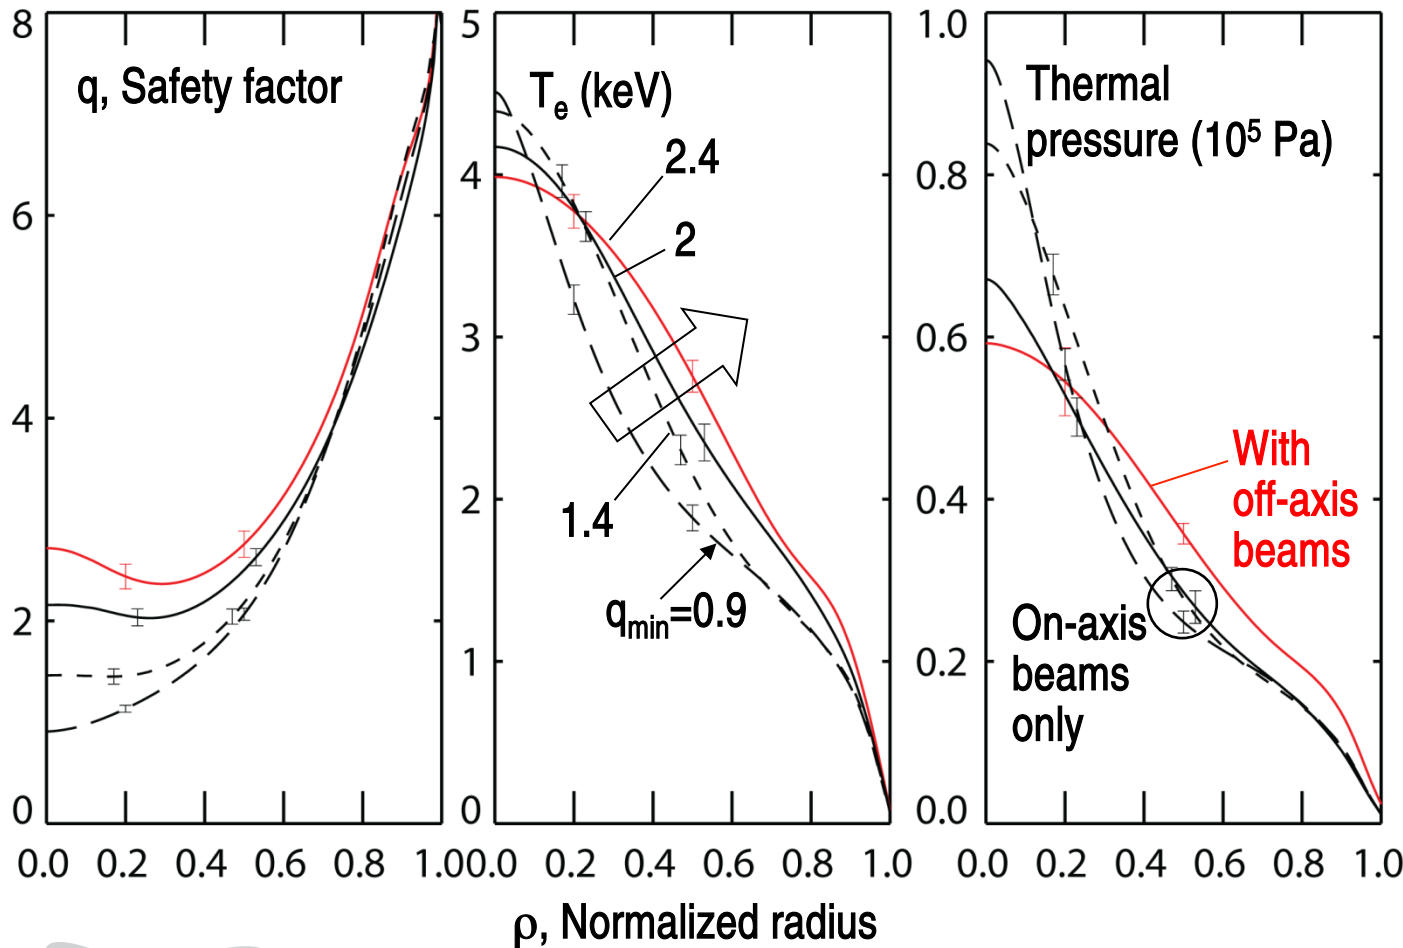 q, Safety factor
8
6
4
2
0
0.0 0.2 0.4 0.6 0.8 1.0
Te (keV)
5
4
3
2
1
0
2.4
2
1.4
qmin=0.9
0.0 0.2 0.4 0.6 0.8 1.0
Thermal
pressure (10⁵ Pa)
1.0
0.8
0.6
0.4
0.2
0.0
With
off-axis
beams
On-axis
beams
only
0.0 0.2 0.4 0.6 0.8 1.0
ρ, Normalized radius